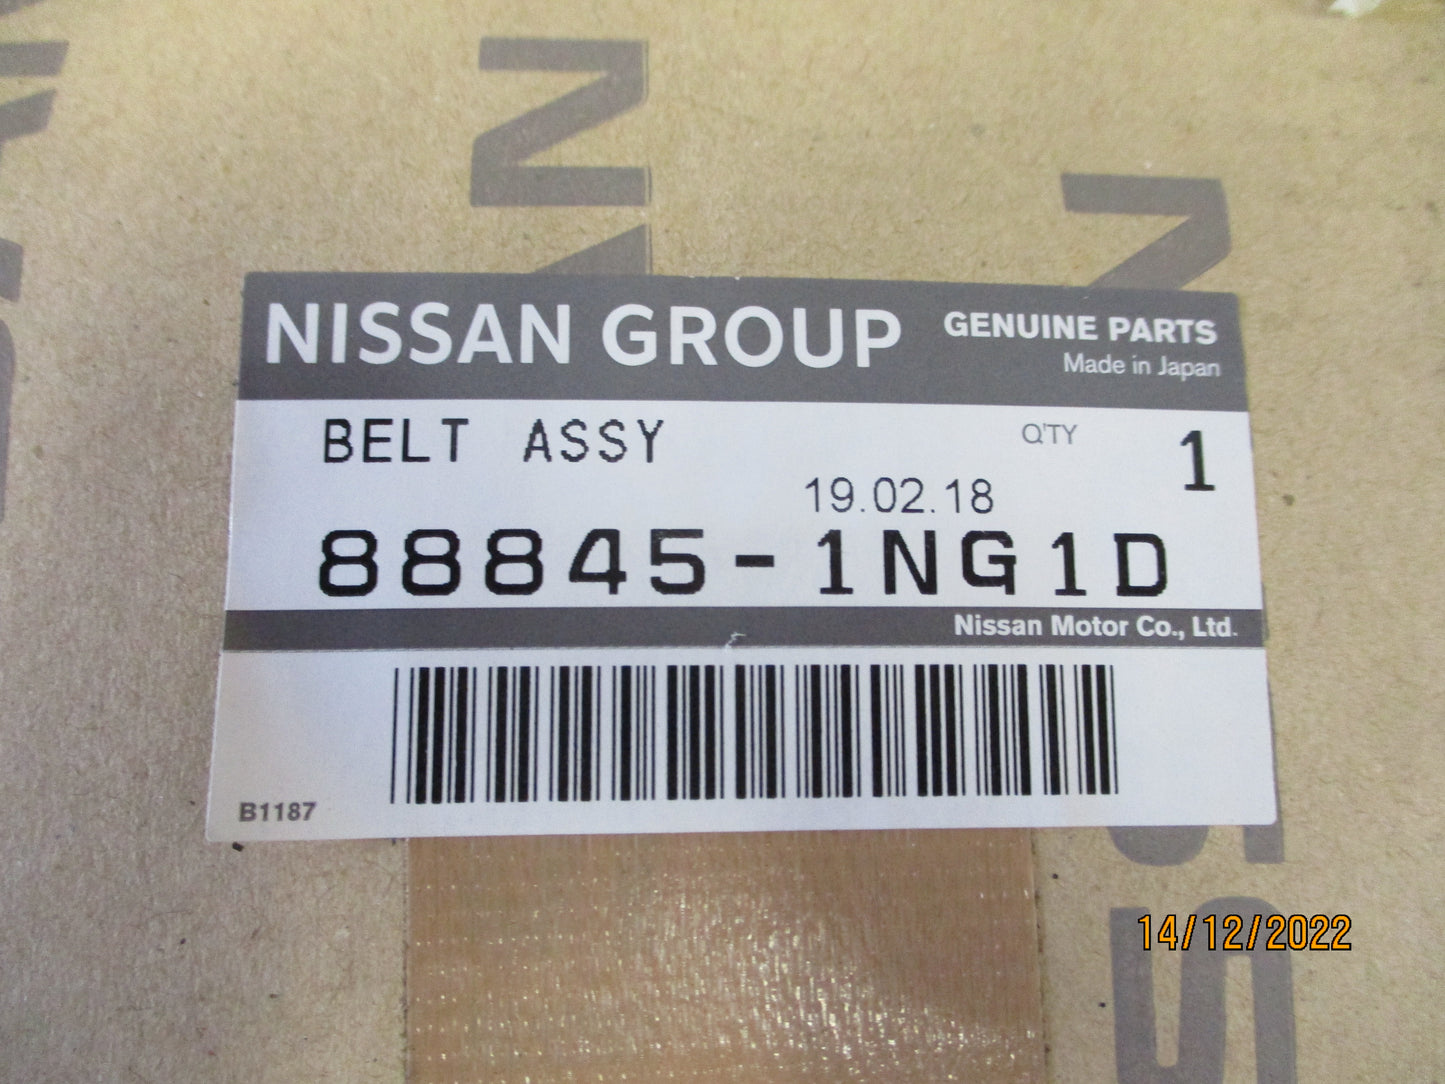 NISSAN GROUP
GENUINE PARTS
Made in Japan
BELT ASSY
Q'TY 1
19.02.18
88845-1NG1D
Nissan Motor Co., Ltd.
B1187
14/12/2022